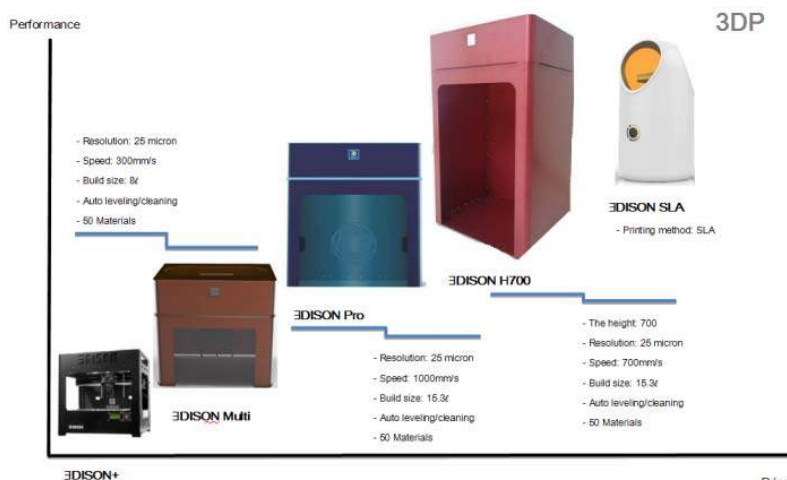 Performance
3DP
- Resolution: 25 micron
- Speed: 300mm/s
- Build size: 8ℓ
- Auto leveling/cleaning
- 50 Materials
ƎDISON SLA
- Printing method: SLA
ƎDISON H700
ƎDISON Pro
- The height: 700
- Resolution: 25 micron
- Speed: 700mm/s
- Build size: 15.3ℓ
- Auto leveling/cleaning
- 50 Materials
- Resolution: 25 micron
- Speed: 1000mm/s
- Build size: 15.3ℓ
- Auto leveling/cleaning
- 50 Materials
ƎDISON
ƎDISON Multi
ƎDISON+